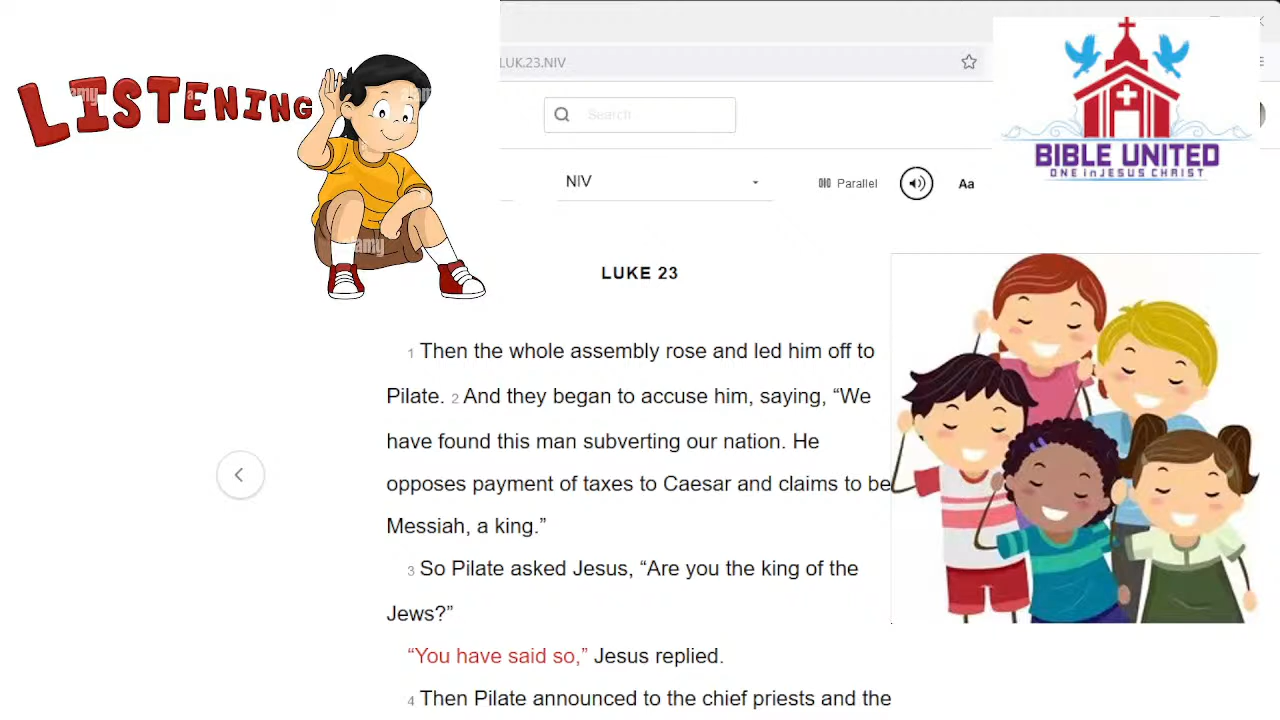 LISTENING
alamy
a
alamy
alamy
LUK.23.NIV
Search
BIBLE UNITED
ONE in JESUS CHRIST
NIV
Parallel
Aa
LUKE 23
1 Then the whole assembly rose and led him off to
Pilate. 2 And they began to accuse him, saying, “We
have found this man subverting our nation. He
opposes payment of taxes to Caesar and claims to be
Messiah, a king.”
3 So Pilate asked Jesus, “Are you the king of the
Jews?”
“You have said so,” Jesus replied.
4 Then Pilate announced to the chief priests and the